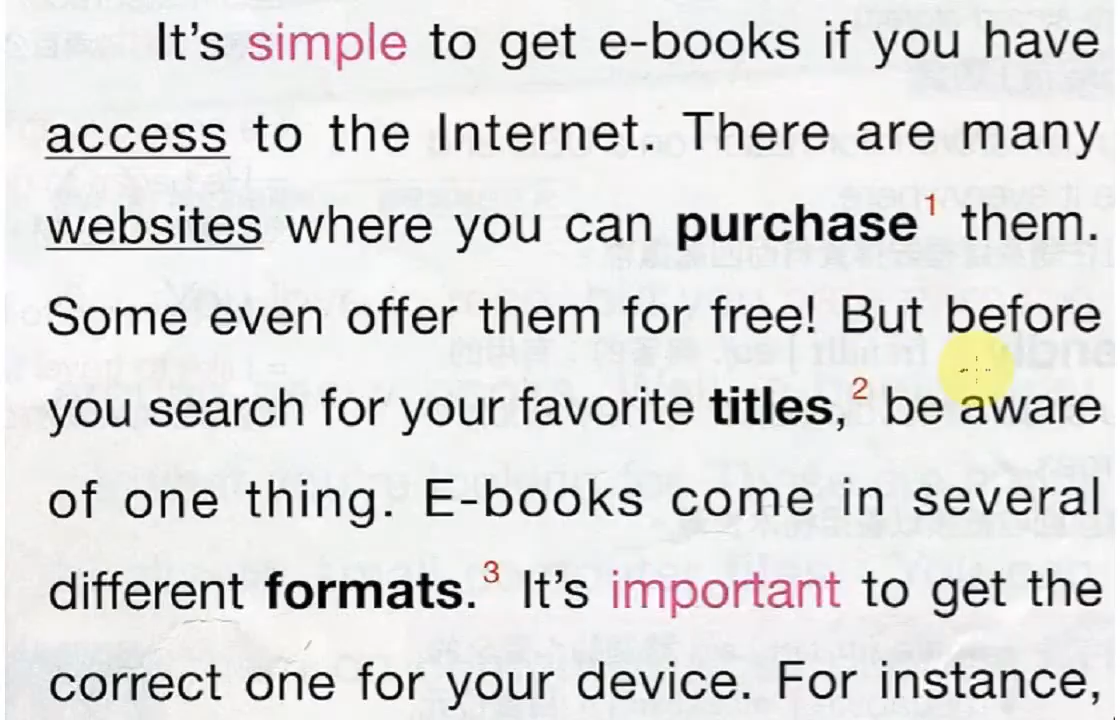 It's simple to get e-books if you have
access to the Internet. There are many
websites where you can purchase¹ them.
Some even offer them for free! But before
you search for your favorite titles,² be aware
of one thing. E-books come in several
different formats.³ It's important to get the
correct one for your device. For instance,